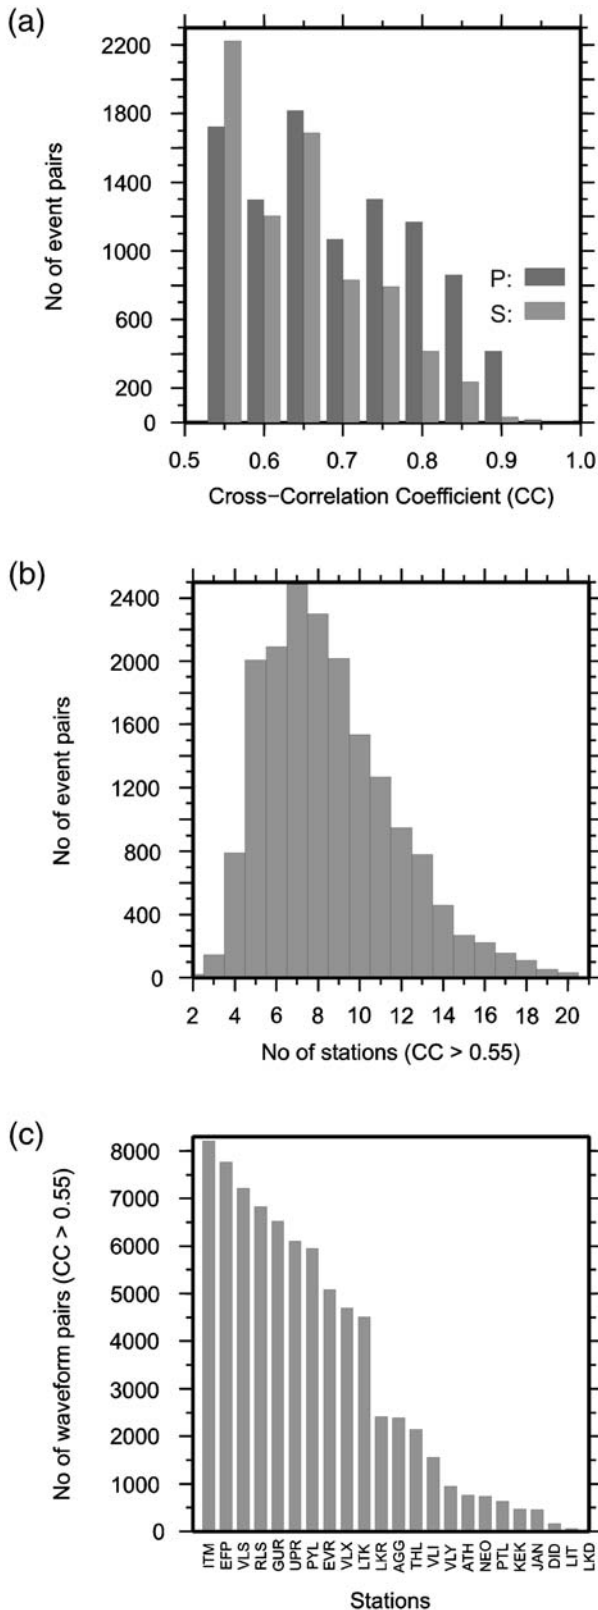 (a)
2200
1800
1400
1000
600
200
0
No of event pairs
P:
S:
0.5 0.6 0.7 0.8 0.9 1.0
Cross-Correlation Coefficient (CC)
(b)
2400
2000
1600
1200
800
400
0
No of event pairs
2 4 6 8 10 12 14 16 18 20
No of stations (CC > 0.55)
(c)
8000
7000
6000
5000
4000
3000
2000
1000
0
No of waveform pairs (CC > 0.55)
ITM EFP VLS RLS GUR UPR PYL EVR VLX LTK LKR AGG THL VLI VLY ATH NEO PTL KEK JAN DID LIT LKD
Stations